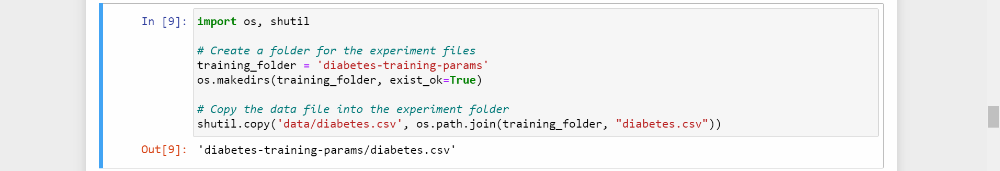 In [9]: import os, shutil
# Create a folder for the experiment files
training_folder = 'diabetes-training-params'
os.makedirs(training_folder, exist_ok=True)
# Copy the data file into the experiment folder
shutil.copy('data/diabetes.csv', os.path.join(training_folder, "diabetes.csv"))
Out[9]: 'diabetes-training-params/diabetes.csv'